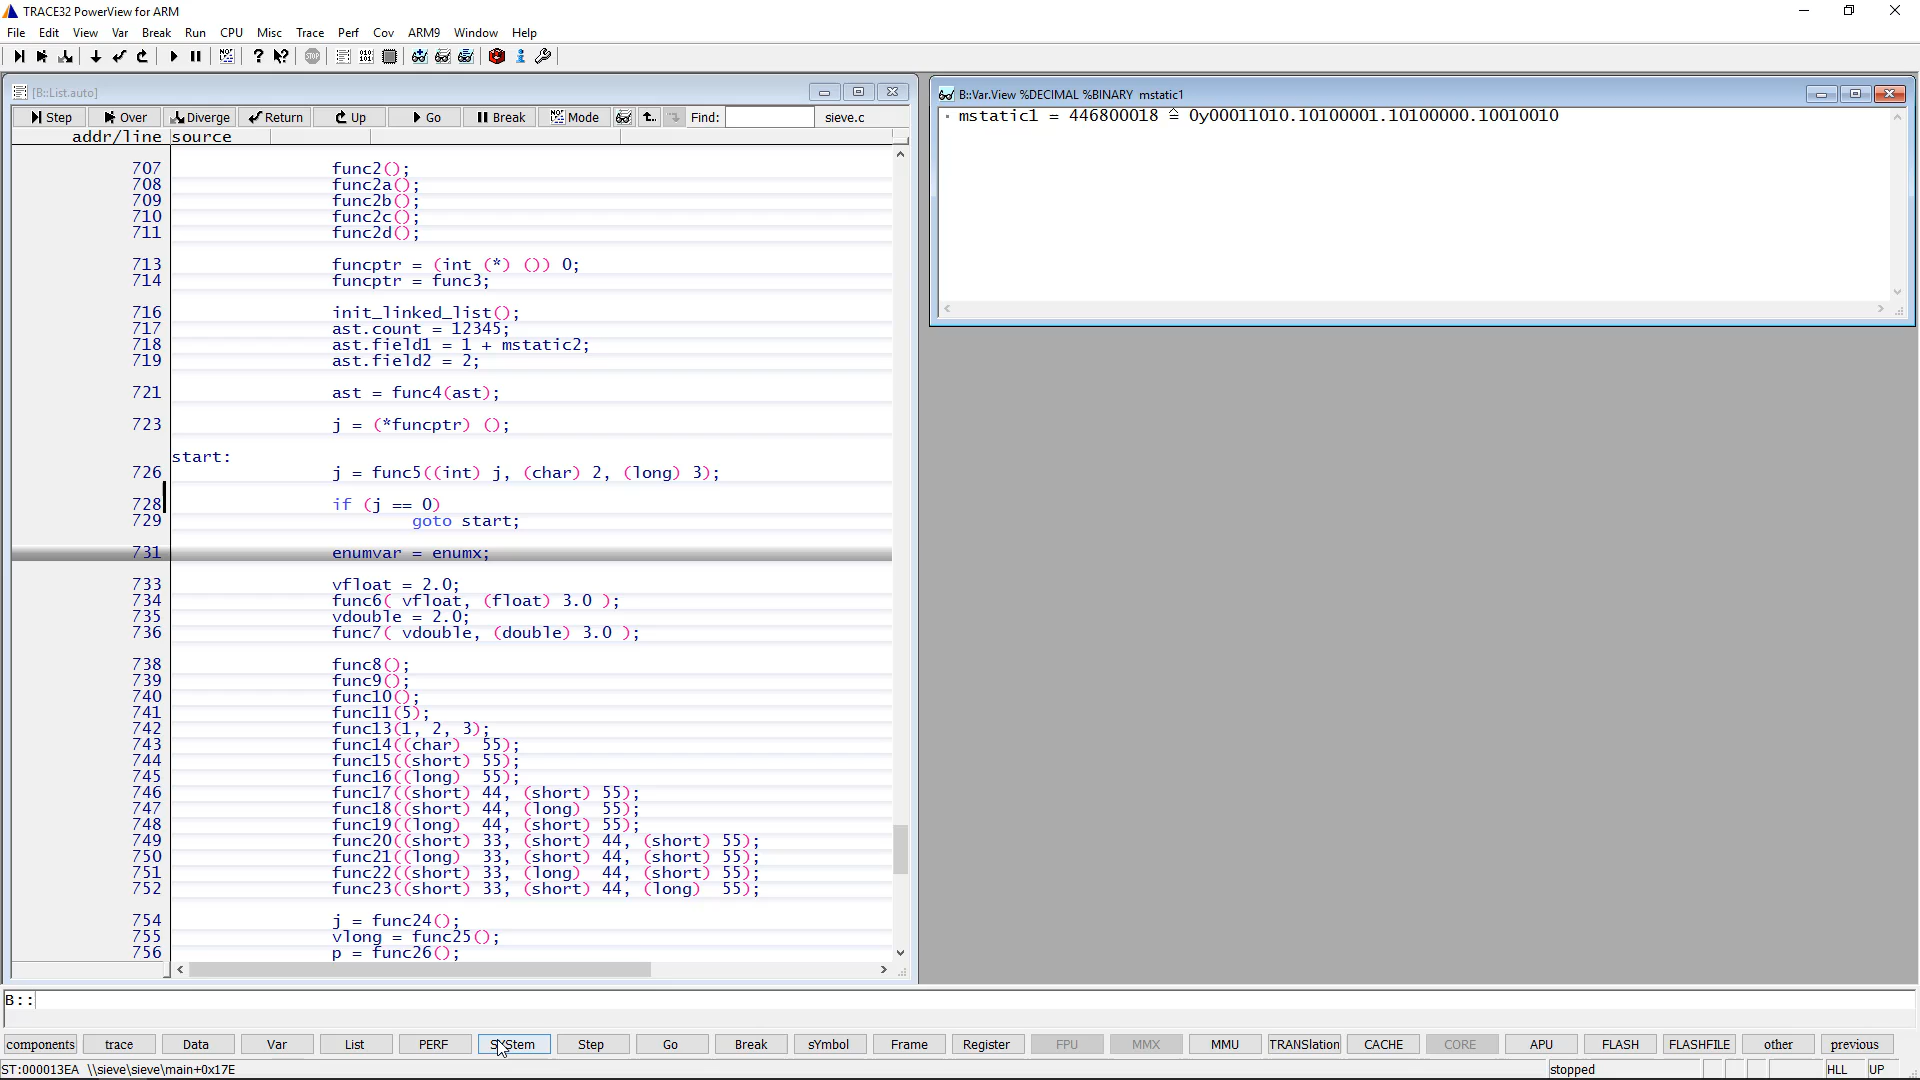 TRACE32 PowerView for ARM
File Edit View Var Break Run CPU Misc Trace Perf Cov ARM9 Window Help
[B::List.auto]
Step Over Diverge Return Up Go Break Mode Find: sieve.c
addr/line source
707 func2();
708 func2a();
709 func2b();
710 func2c();
711 func2d();
713 funcptr = (int (*) ()) 0;
714 funcptr = func3;
716 init_linked_list();
717 ast.count = 12345;
718 ast.field1 = 1 + mstatic2;
719 ast.field2 = 2;
721 ast = func4(ast);
723 j = (*funcptr) ();
start:
726 j = func5((int) j, (char) 2, (long) 3);
728 if (j == 0)
729 goto start;
731 enumvar = enumx;
733 vfloat = 2.0;
734 func6( vfloat, (float) 3.0 );
735 vdouble = 2.0;
736 func7( vdouble, (double) 3.0 );
738 func8();
739 func9();
740 func10();
741 func11(5);
742 func13(1, 2, 3);
743 func14((char)  55);
744 func15((short) 55);
745 func16((long)  55);
746 func17((short) 44, (short) 55);
747 func18((short) 44, (long)  55);
748 func19((long)  44, (short) 55);
749 func20((short) 33, (short) 44, (short) 55);
750 func21((long)  33, (short) 44, (short) 55);
751 func22((short) 33, (long)  44, (short) 55);
752 func23((short) 33, (short) 44, (long)  55);
754 j = func24();
755 vlong = func25();
756 p = func26();
B::Var.View %DECIMAL %BINARY mstatic1
mstatic1 = 446800018 ≙ 0y00011010.10100001.10100000.10010010
B::
components trace Data Var List PERF SYStem Step Go Break sYmbol Frame Register FPU MMX MMU TRANSlation CACHE CORE APU FLASH FLASHFILE other previous
ST:000013EA \\sieve\sieve\main+0x17E stopped HLL UP